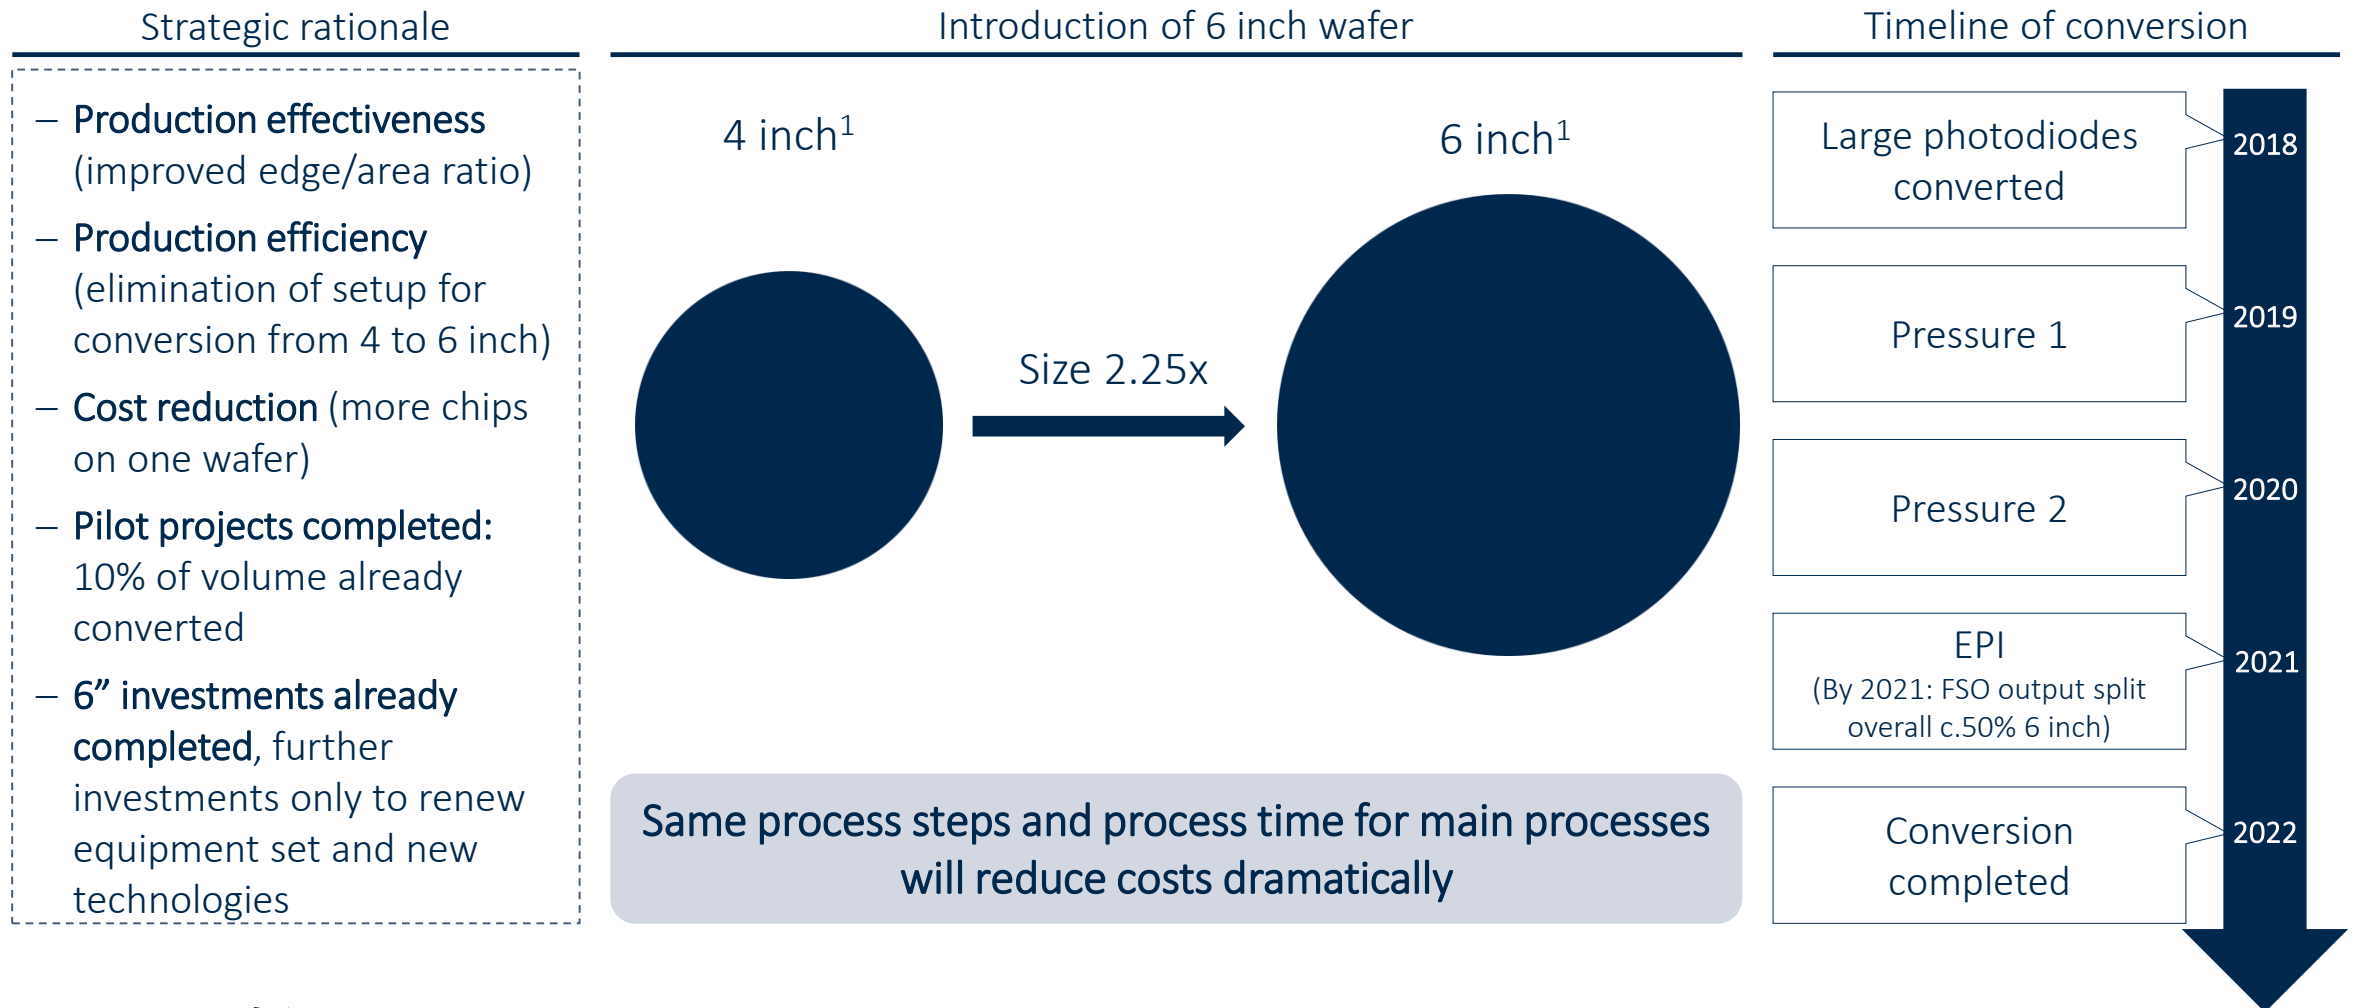 Strategic rationale
– Production effectiveness
(improved edge/area ratio)
– Production efficiency
(elimination of setup for
conversion from 4 to 6 inch)
– Cost reduction (more chips
on one wafer)
– Pilot projects completed:
10% of volume already
converted
– 6” investments already
completed, further
investments only to renew
equipment set and new
technologies
Introduction of 6 inch wafer
4 inch¹
6 inch¹
Size 2.25x
Same process steps and process time for main processes
will reduce costs dramatically
Timeline of conversion
Large photodiodes
converted
2018
Pressure 1
2019
Pressure 2
2020
EPI
(By 2021: FSO output split
overall c.50% 6 inch)
2021
Conversion
completed
2022